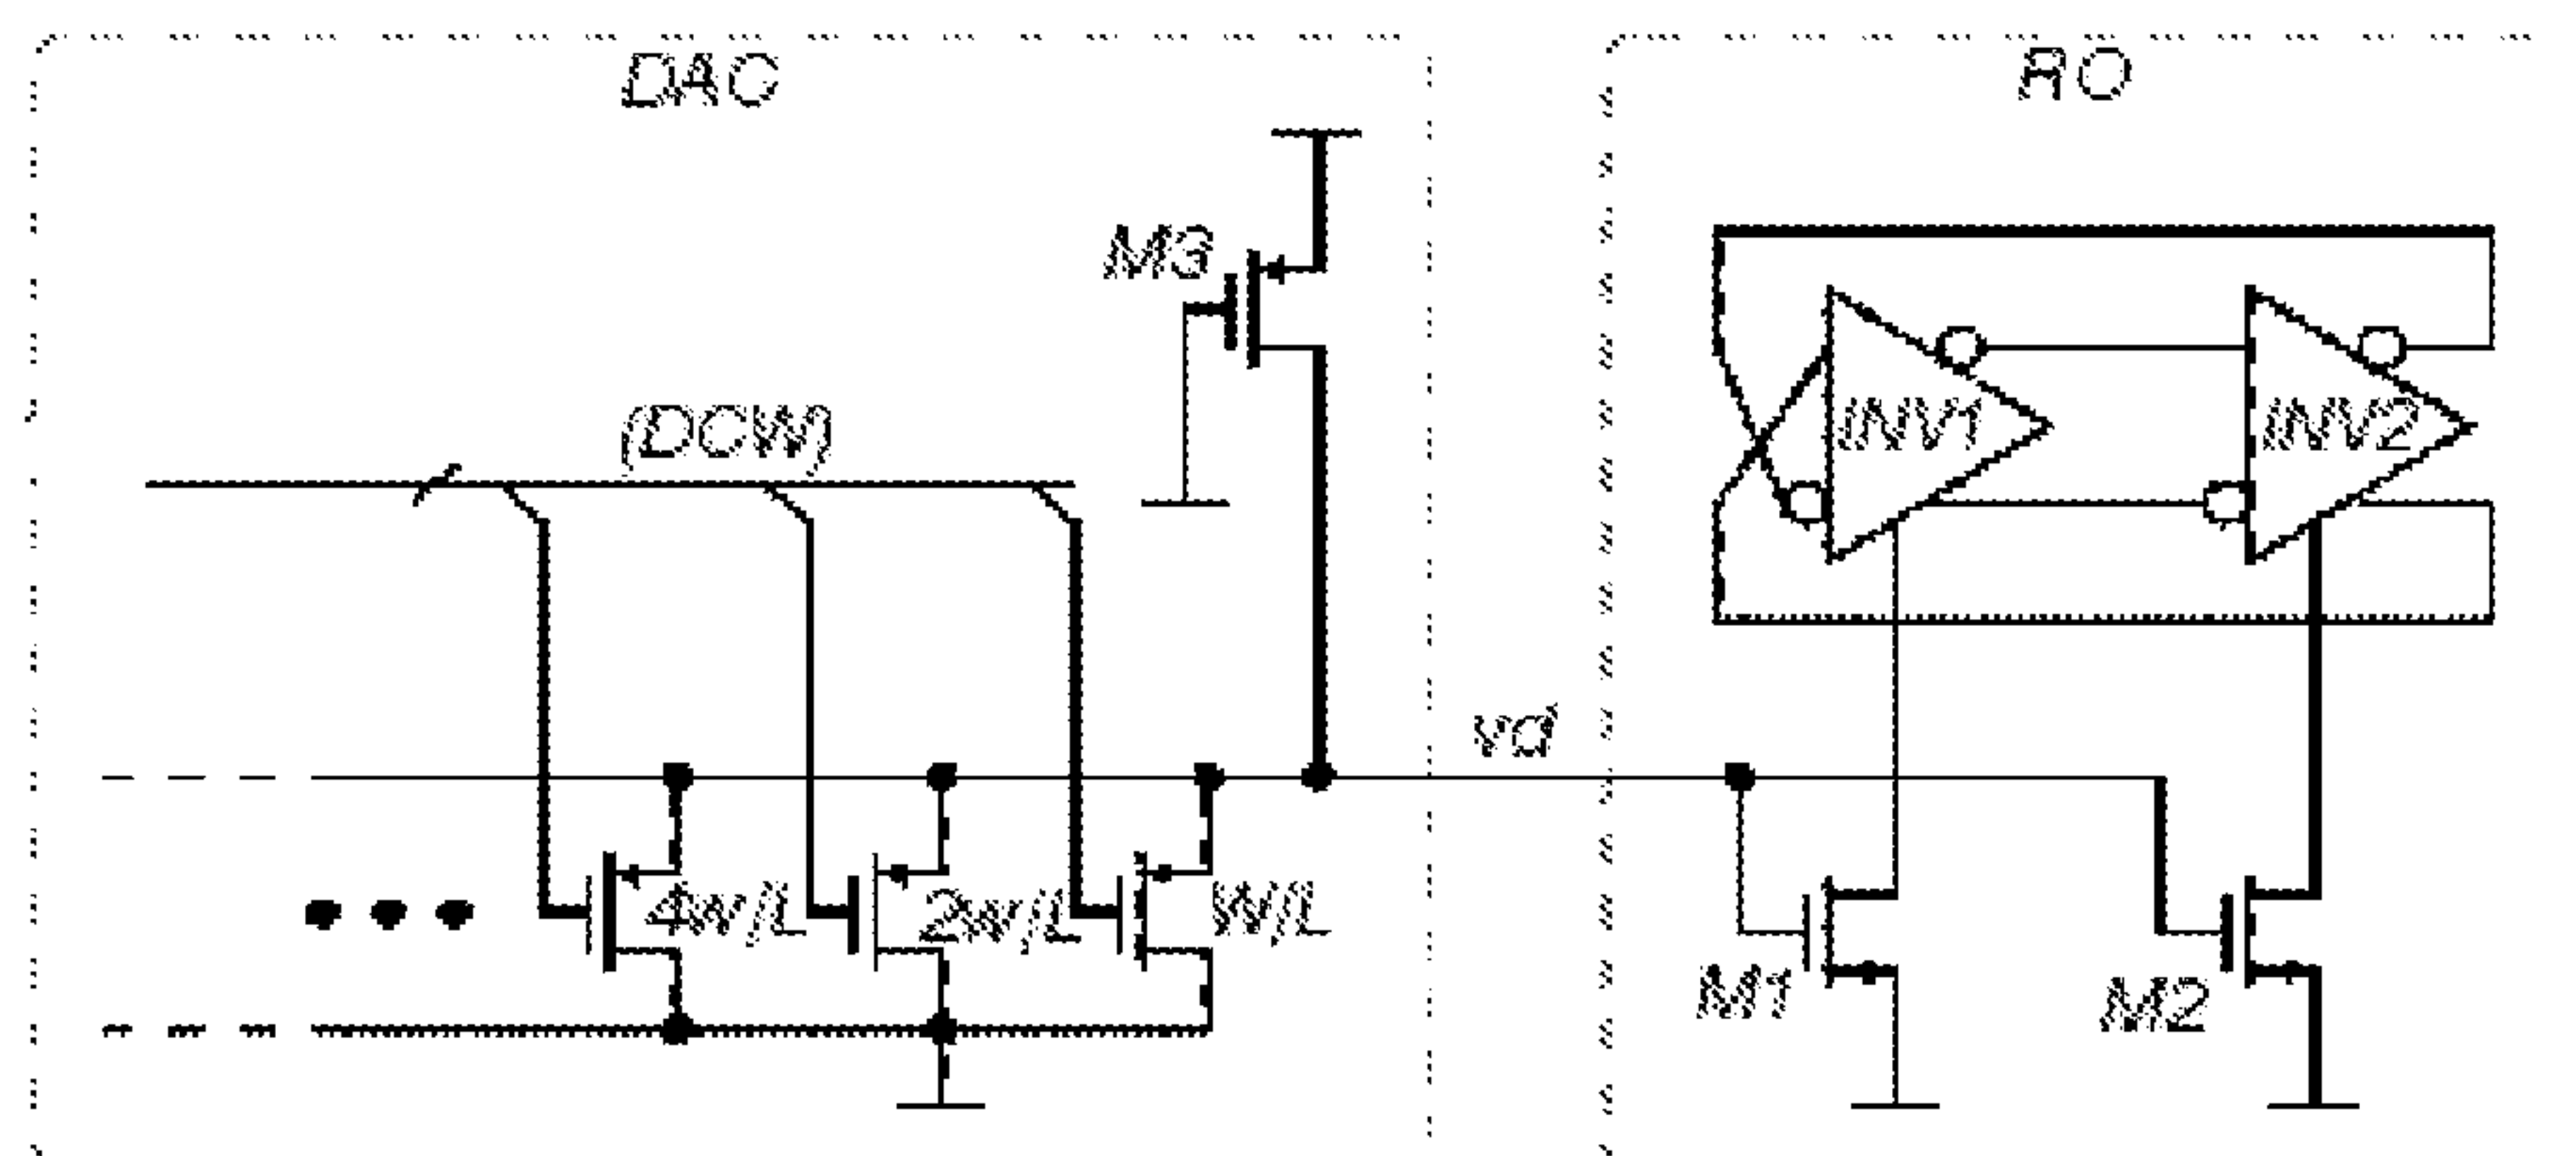 DAC
RO
M3
(DCW)
INV1
INV2
vd
4W/L
2W/L
W/L
M1
M2